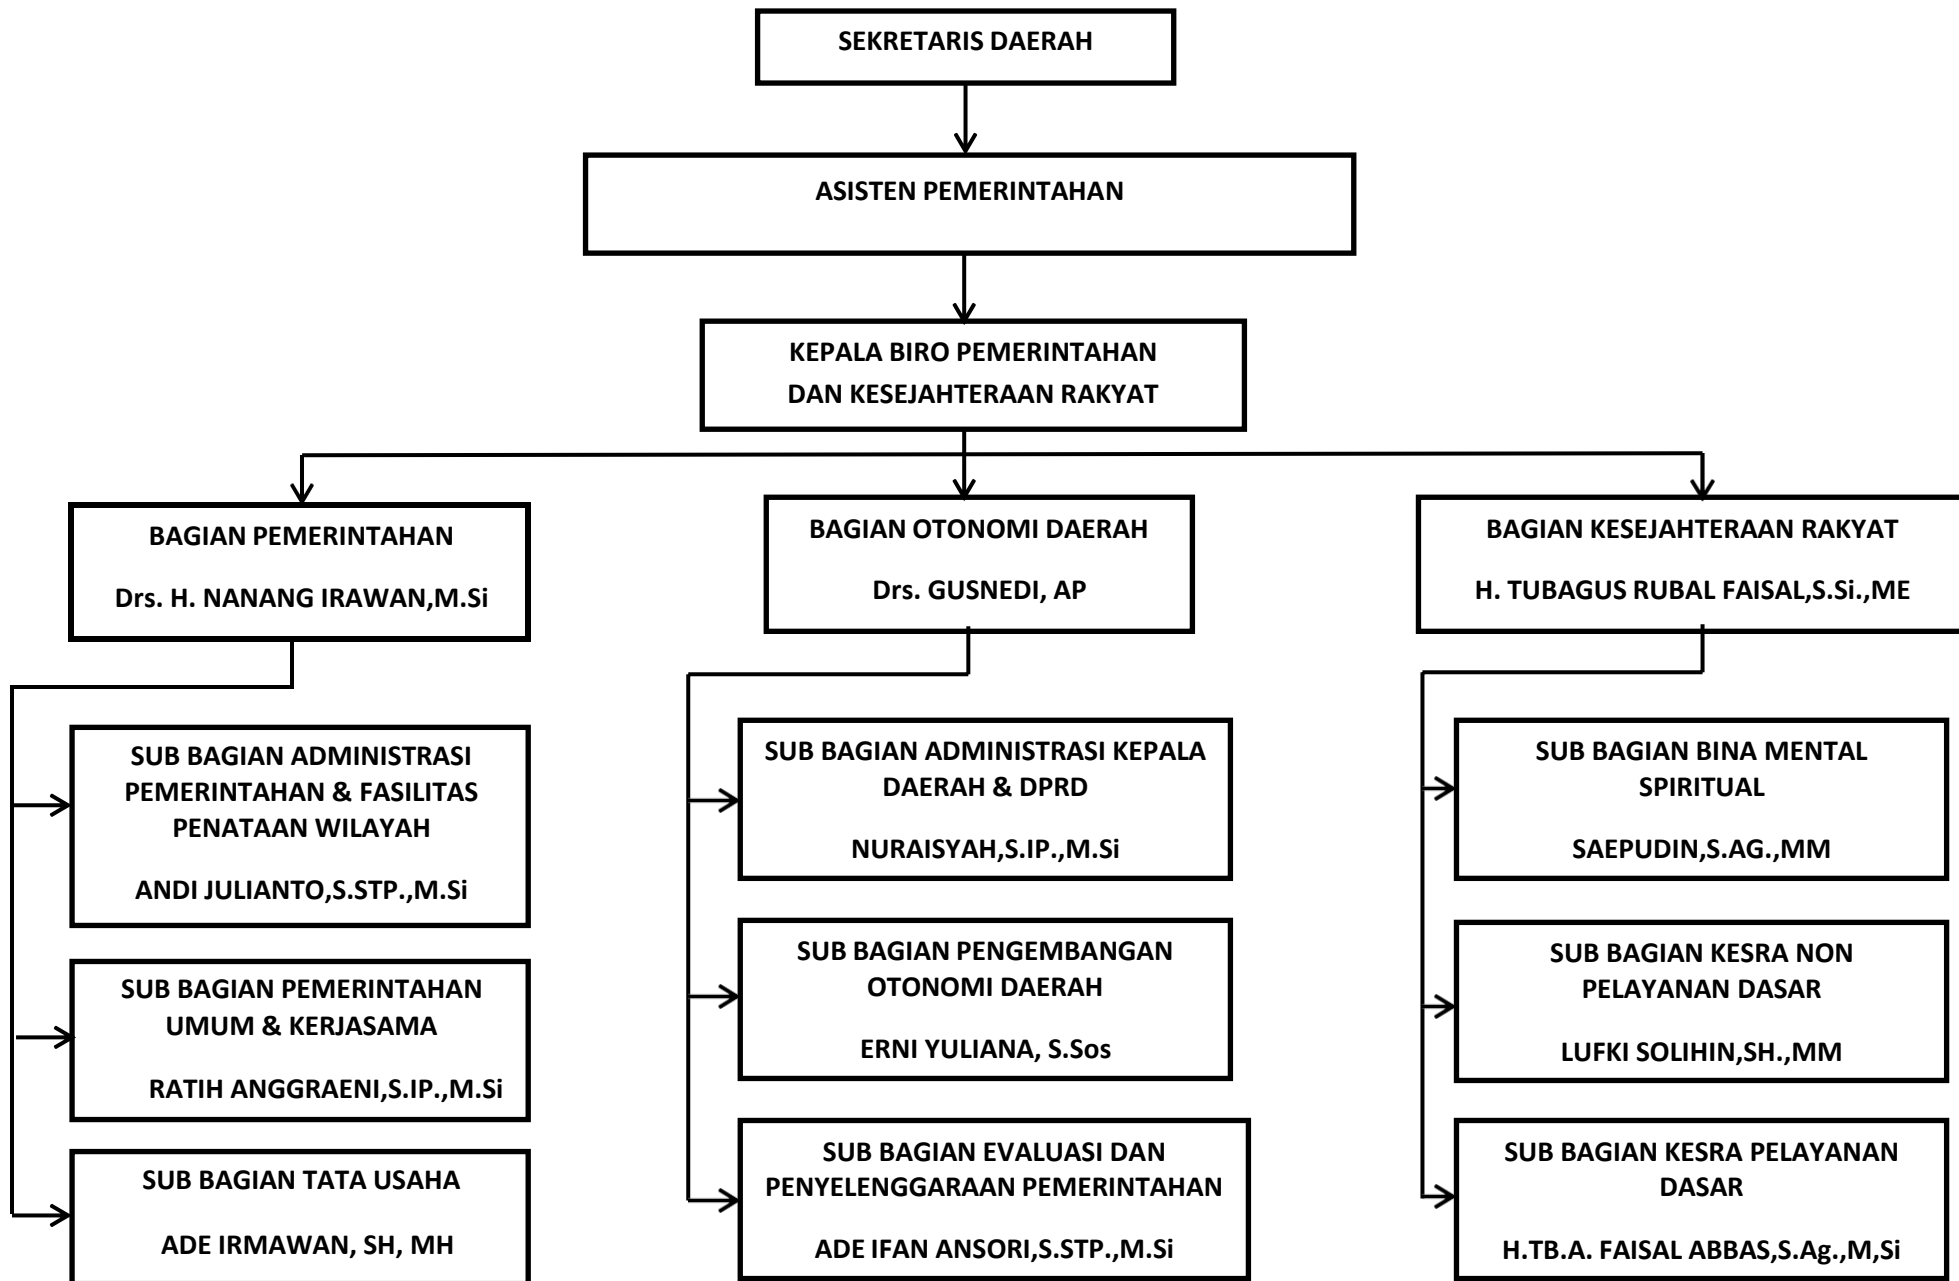 SEKRETARIS DAERAH
ASISTEN PEMERINTAHAN
KEPALA BIRO PEMERINTAHAN
DAN KESEJAHTERAAN RAKYAT
BAGIAN PEMERINTAHAN
Drs. H. NANANG IRAWAN,M.Si
BAGIAN OTONOMI DAERAH
Drs. GUSNEDI, AP
BAGIAN KESEJAHTERAAN RAKYAT
H. TUBAGUS RUBAL FAISAL,S.Si.,ME
SUB BAGIAN ADMINISTRASI
PEMERINTAHAN & FASILITAS
PENATAAN WILAYAH
ANDI JULIANTO,S.STP.,M.Si
SUB BAGIAN PEMERINTAHAN
UMUM & KERJASAMA
RATIH ANGGRAENI,S.IP.,M.Si
SUB BAGIAN TATA USAHA
ADE IRMAWAN, SH, MH
SUB BAGIAN ADMINISTRASI KEPALA
DAERAH & DPRD
NURAISYAH,S.IP.,M.Si
SUB BAGIAN PENGEMBANGAN
OTONOMI DAERAH
ERNI YULIANA, S.Sos
SUB BAGIAN EVALUASI DAN
PENYELENGGARAAN PEMERINTAHAN
ADE IFAN ANSORI,S.STP.,M.Si
SUB BAGIAN BINA MENTAL
SPIRITUAL
SAEPUDIN,S.AG.,MM
SUB BAGIAN KESRA NON
PELAYANAN DASAR
LUFKI SOLIHIN,SH.,MM
SUB BAGIAN KESRA PELAYANAN
DASAR
H.TB.A. FAISAL ABBAS,S.Ag.,M,Si